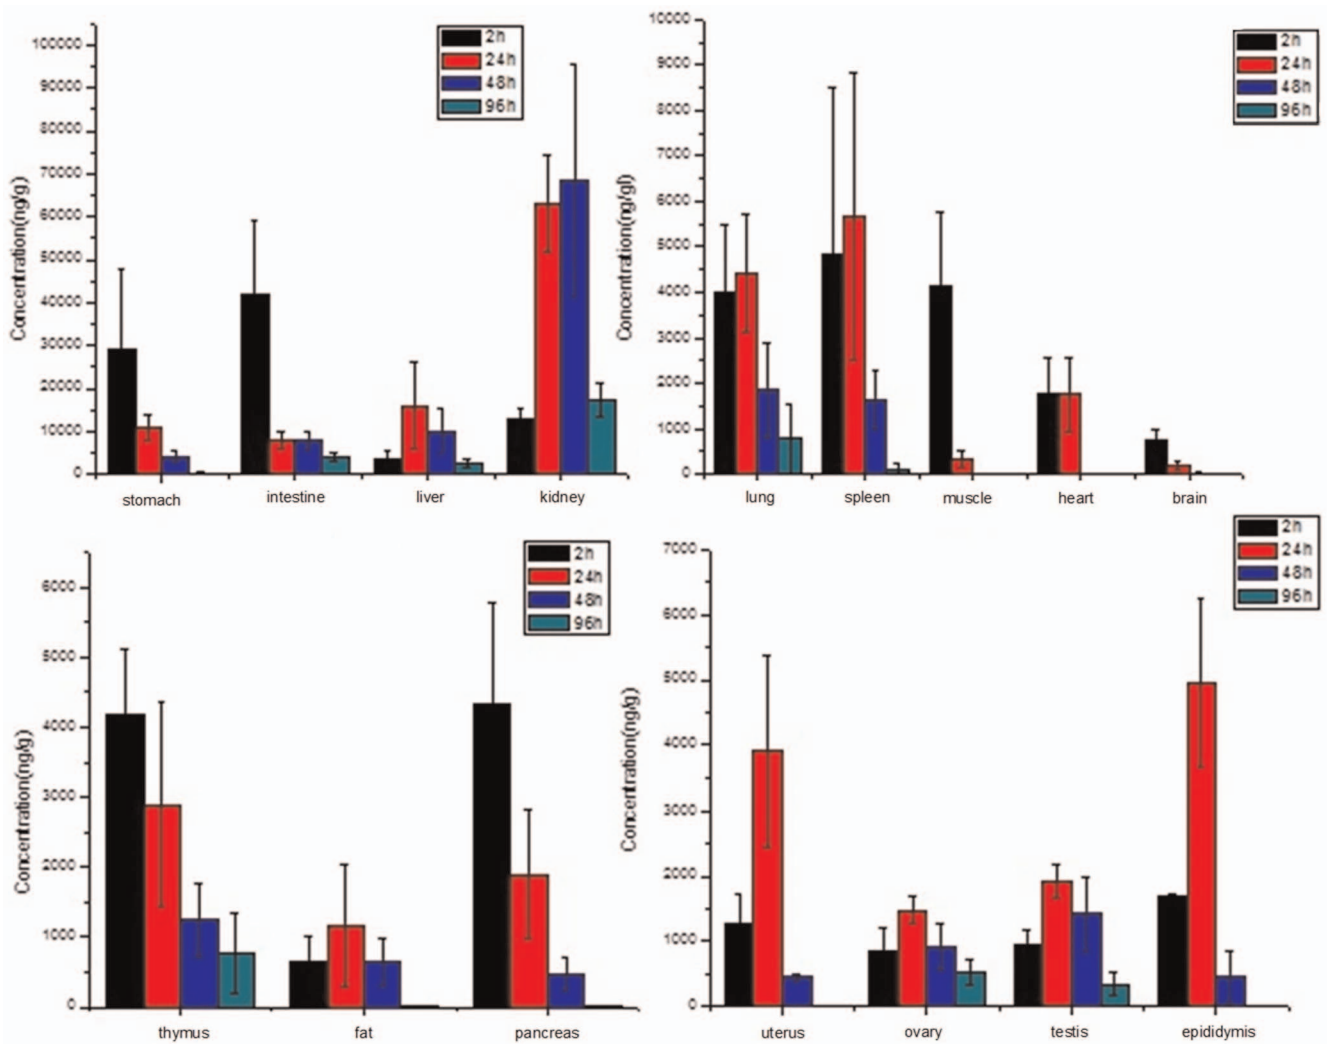 100000
90000
80000
70000
60000
50000
40000
30000
20000
10000
0
Concentration(ng/g)
2h
24h
48h
96h
stomach intestine liver kidney
10000
9000
8000
7000
6000
5000
4000
3000
2000
1000
0
Concentration(ng/gl)
2h
24h
48h
96h
lung spleen muscle heart brain
6000
5000
4000
3000
2000
1000
0
Concentration(ng/g)
2h
24h
48h
96h
thymus fat pancreas
7000
6000
5000
4000
3000
2000
1000
0
Concentration(ng/g)
2h
24h
48h
96h
uterus ovary testis epididymis